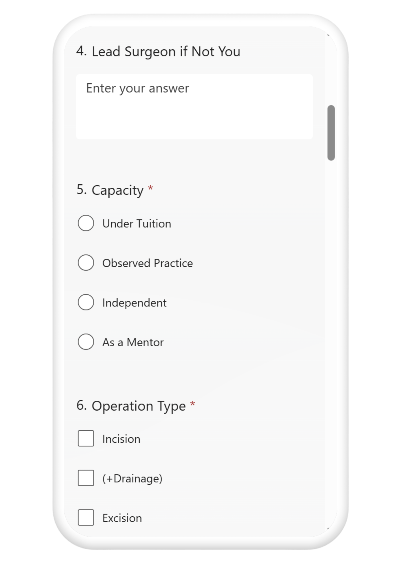 4. Lead Surgeon if Not You
Enter your answer
5. Capacity *
Under Tuition
Observed Practice
Independent
As a Mentor
6. Operation Type *
Incision
(+Drainage)
Excision